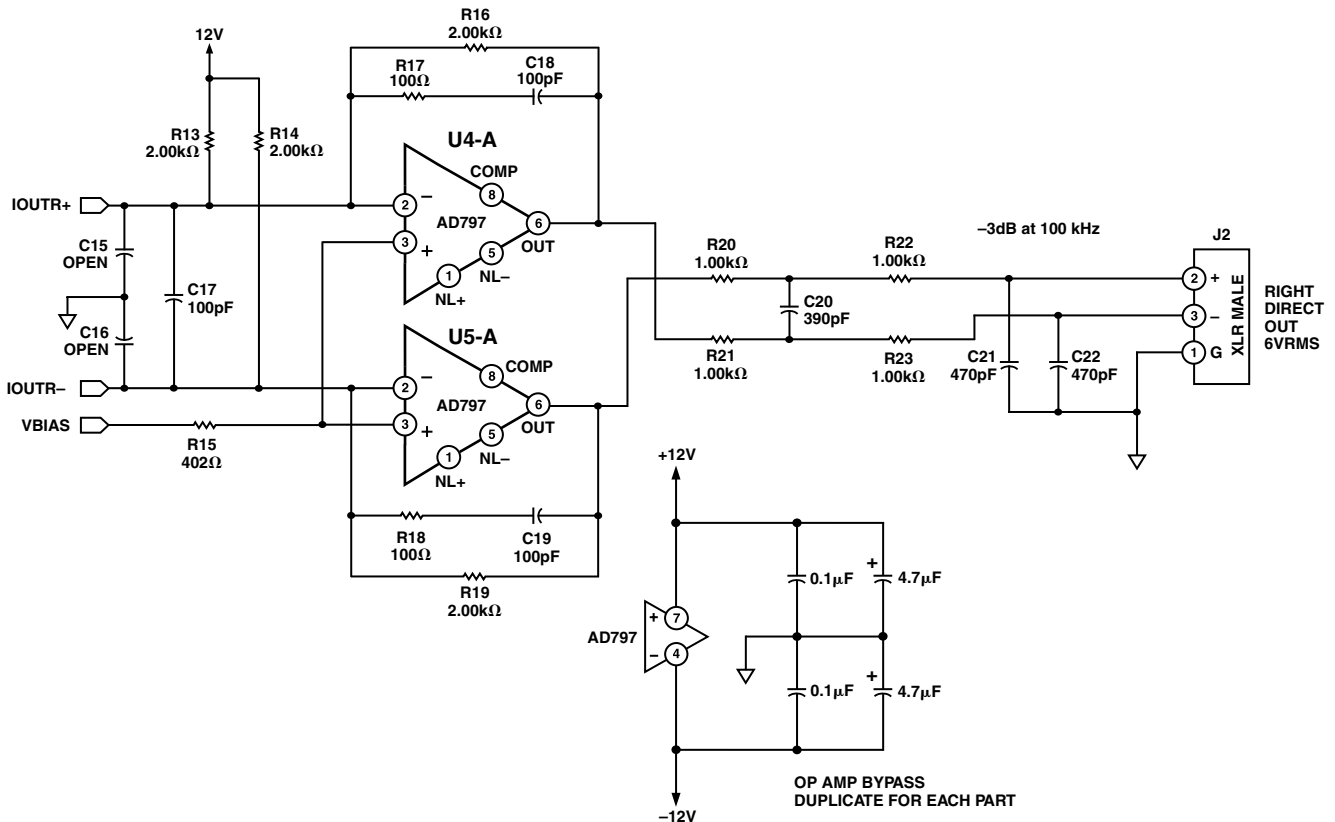 R16
2.00kΩ
12V
R17
100Ω
C18
100pF
R13
2.00kΩ
R14
2.00kΩ
U4-A
COMP
8
IOUTR+
2
–
AD797
6
OUT
3
+
5
NL–
1
NL+
C15
OPEN
C17
100pF
C16
OPEN
–3dB at 100 kHz
J2
R20
1.00kΩ
R22
1.00kΩ
2
+
C20
390pF
3
–
XLR MALE
RIGHT
DIRECT
OUT
6VRMS
R21
1.00kΩ
R23
1.00kΩ
C21
470pF
C22
470pF
1
G
U5-A
COMP
8
IOUTR–
2
–
AD797
6
OUT
VBIAS
3
+
5
NL–
1
NL+
R15
402Ω
R18
100Ω
C19
100pF
R19
2.00kΩ
+12V
0.1μF
+
4.7μF
AD797
+
7
–
4
0.1μF
+
4.7μF
–12V
OP AMP BYPASS
DUPLICATE FOR EACH PART